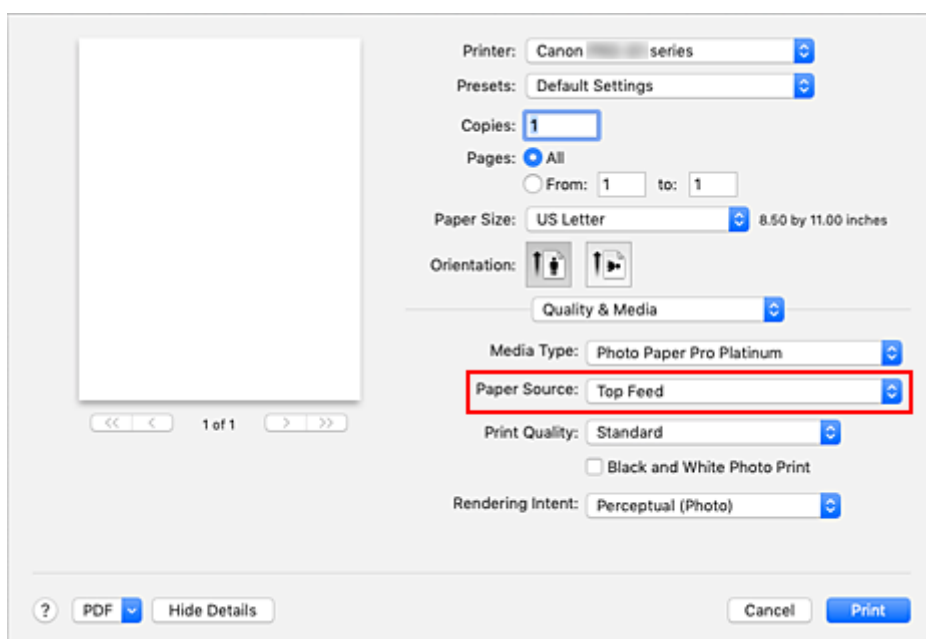 Printer: Canon series
Presets: Default Settings
Copies: 1
Pages: All
From: 1 to: 1
Paper Size: US Letter 8.50 by 11.00 inches
Orientation:
Quality & Media
Media Type: Photo Paper Pro Platinum
Paper Source: Top Feed
<< < 1 of 1 > >>
Print Quality: Standard
Black and White Photo Print
Rendering Intent: Perceptual (Photo)
? PDF Hide Details Cancel Print